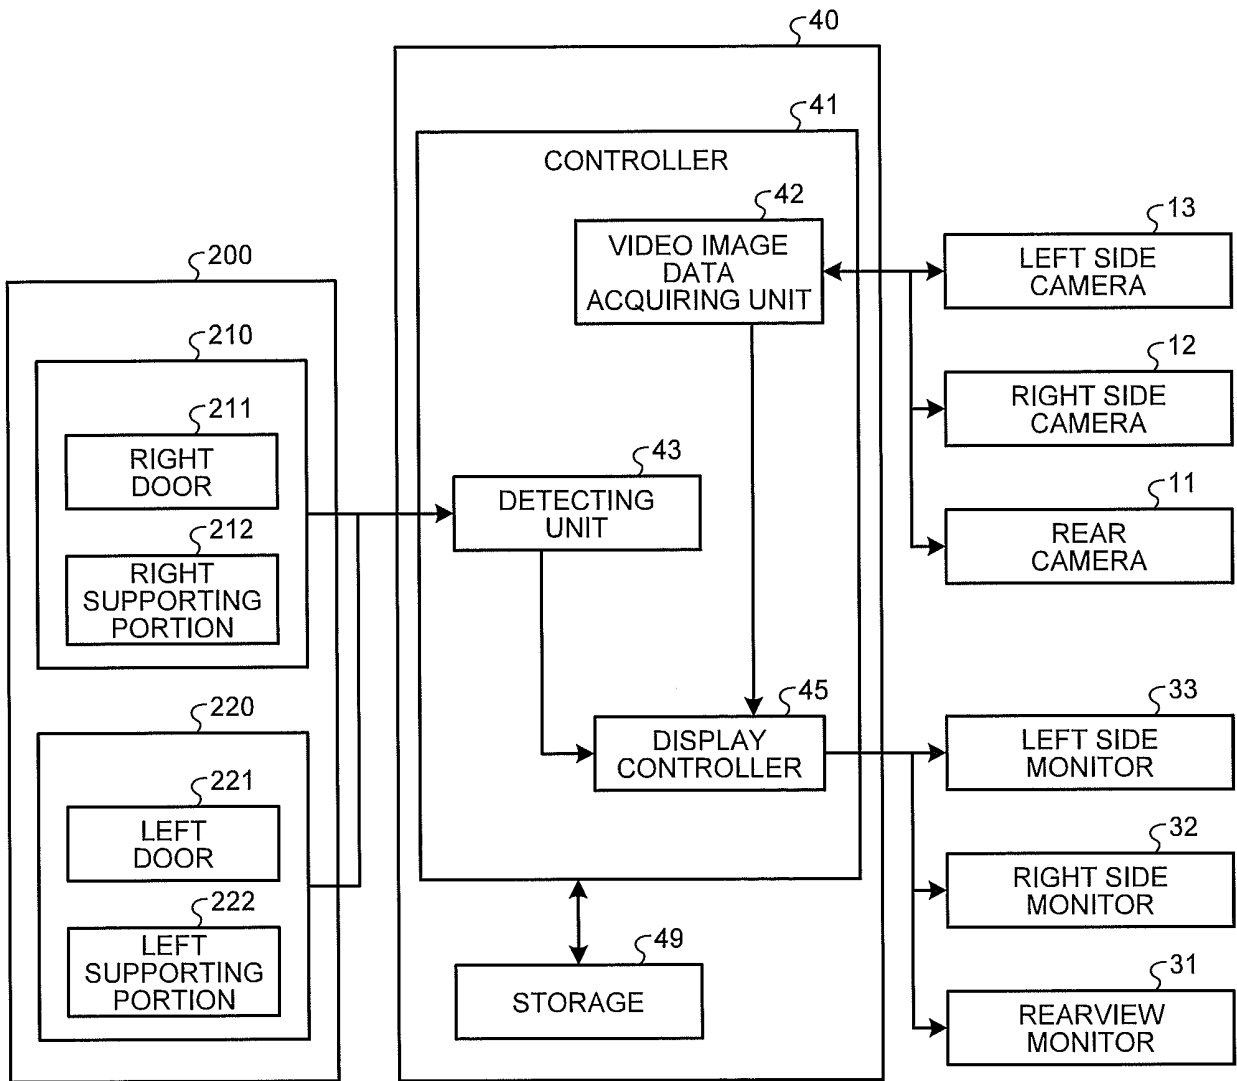 40
41
CONTROLLER
42
VIDEO IMAGE
DATA
ACQUIRING UNIT
13
LEFT SIDE
CAMERA
12
RIGHT SIDE
CAMERA
11
REAR
CAMERA
200
210
211
RIGHT
DOOR
212
RIGHT
SUPPORTING
PORTION
43
DETECTING
UNIT
220
221
LEFT
DOOR
222
LEFT
SUPPORTING
PORTION
45
DISPLAY
CONTROLLER
33
LEFT SIDE
MONITOR
32
RIGHT SIDE
MONITOR
31
REARVIEW
MONITOR
49
STORAGE